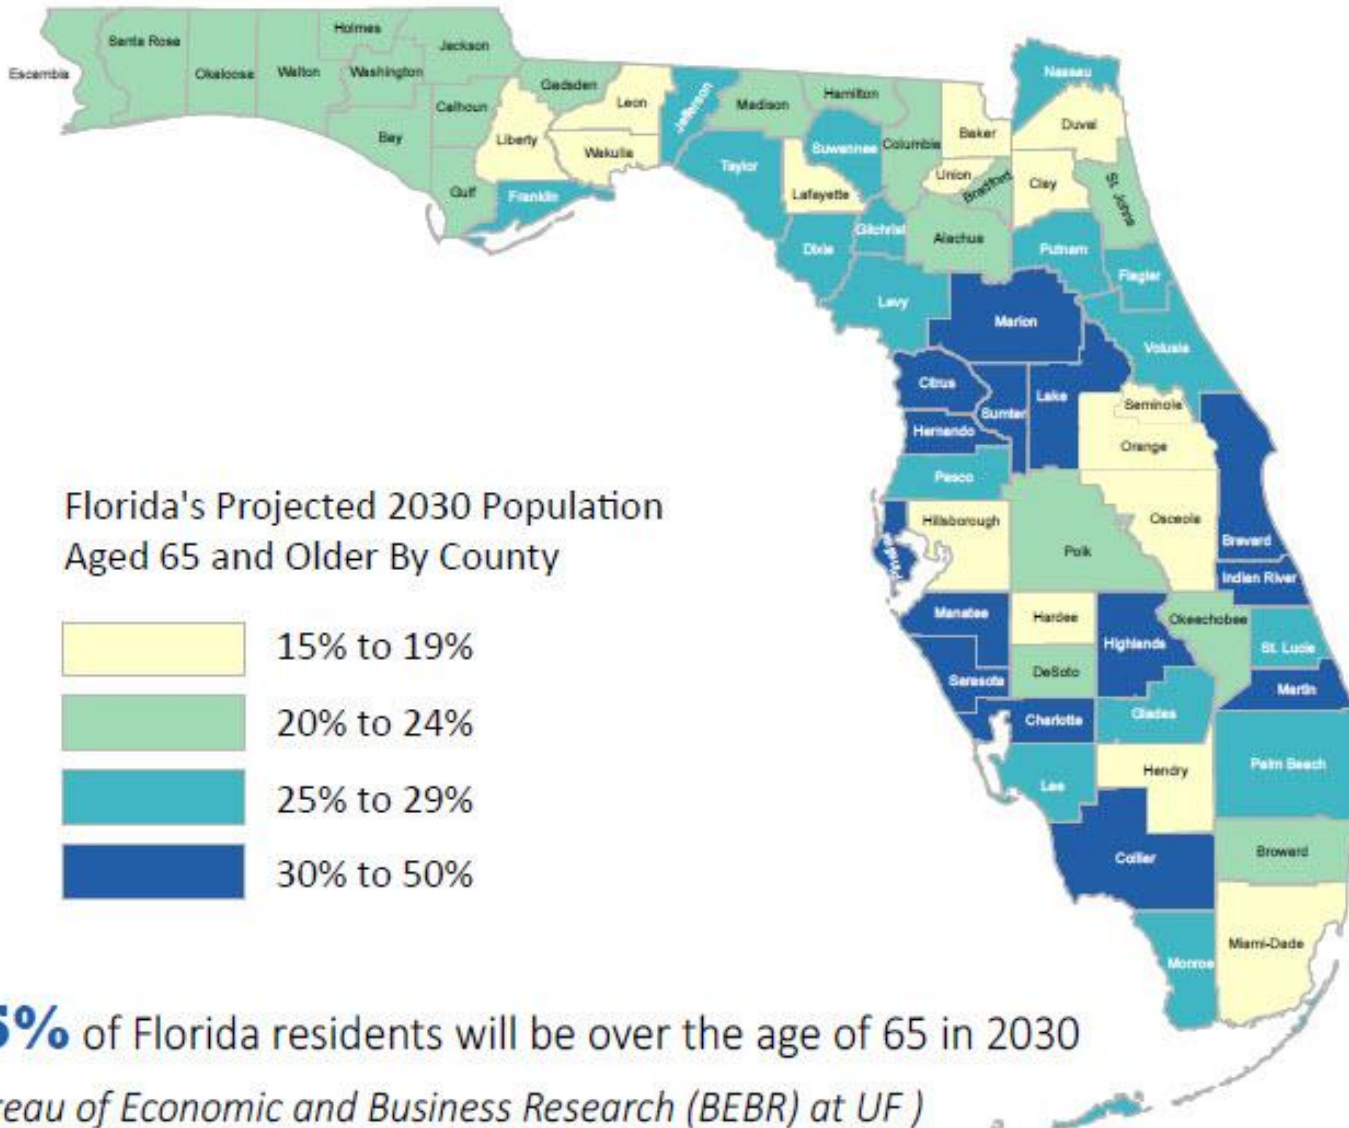 Holmes
Santa Rosa
Jackson
Escambia
Okaloosa
Walton
Washington
Nassau
Gadsden
Leon
Jefferson
Madison
Hamilton
Calhoun
Bay
Liberty
Wakulla
Suwannee
Columbia
Baker
Duval
Taylor
Union
Bradford
Clay
St. Johns
Gulf
Franklin
Lafayette
Dixie
Gilchrist
Alachua
Putnam
Flagler
Levy
Marion
Volusia
Citrus
Sumter
Lake
Seminole
Hernando
Orange
Pasco
Florida's Projected 2030 Population
Aged 65 and Older By County
Hillsborough
Osceola
Polk
Brevard
Pinellas
Indian River
Manatee
Hardee
Highlands
Okeechobee
St. Lucie
DeSoto
Sarasota
Martin
Charlotte
Glades
Lee
Hendry
Palm Beach
Collier
Broward
Miami-Dade
Monroe
15% to 19%
20% to 24%
25% to 29%
30% to 50%
5% of Florida residents will be over the age of 65 in 2030
reau of Economic and Business Research (BEBR) at UF )